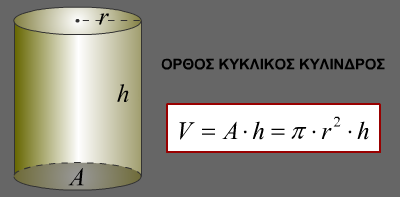 r
h
A
ΟΡΘΟΣ ΚΥΚΛΙΚΟΣ ΚΥΛΙΝΔΡΟΣ
V = A · h = π · r² · h